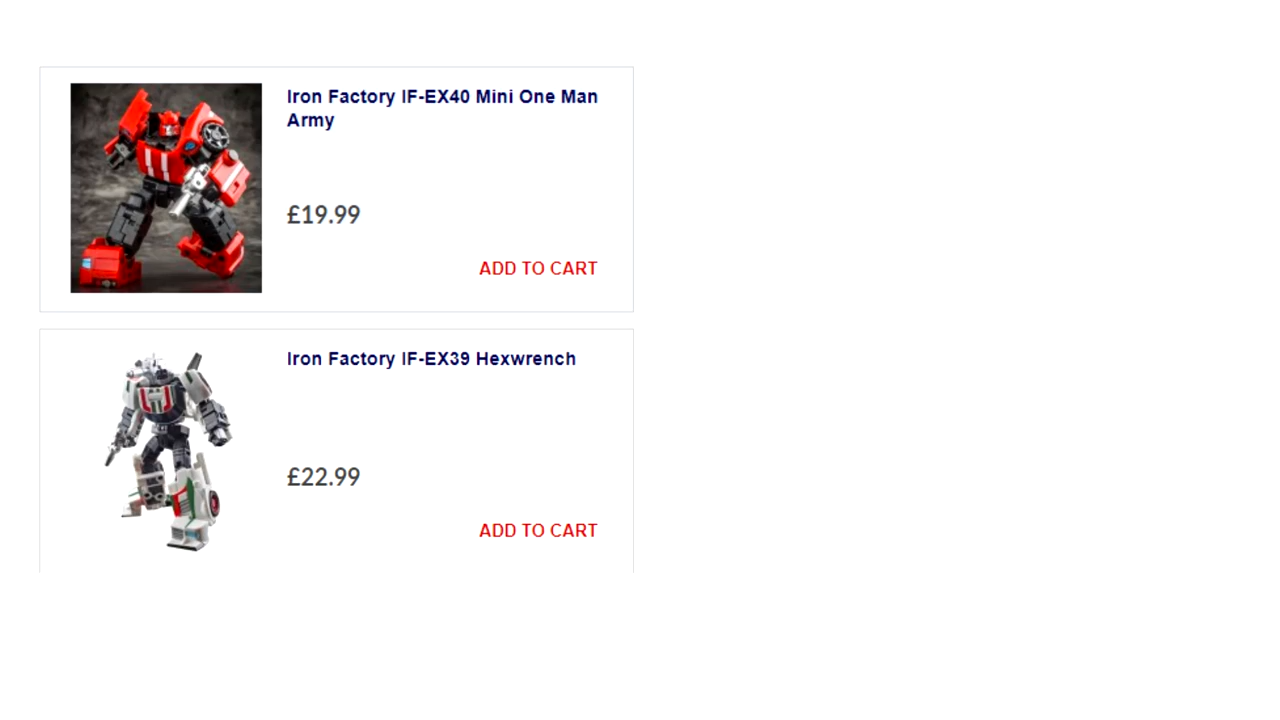 Iron Factory IF-EX40 Mini One Man
Army
£19.99
ADD TO CART
Iron Factory IF-EX39 Hexwrench
£22.99
ADD TO CART